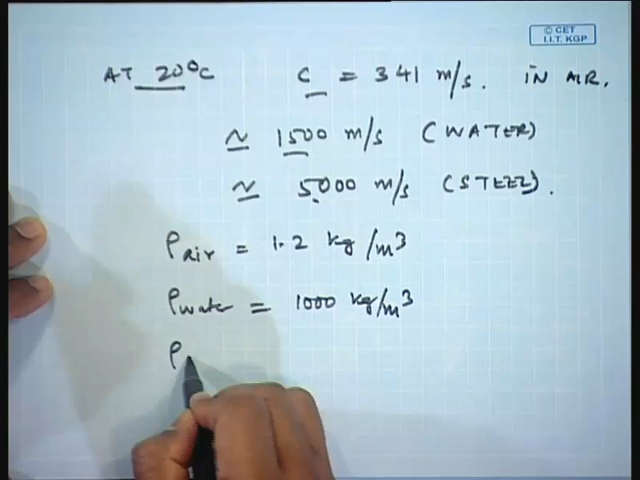 © CET
I.I.T. KGP
AT 20°C C = 341 m/s. IN AIR.
≃ 1500 m/s (WATER)
≃ 5000 m/s (STEEL).
ρair = 1.2 kg/m³
ρwater = 1000 kg/m³
ρ